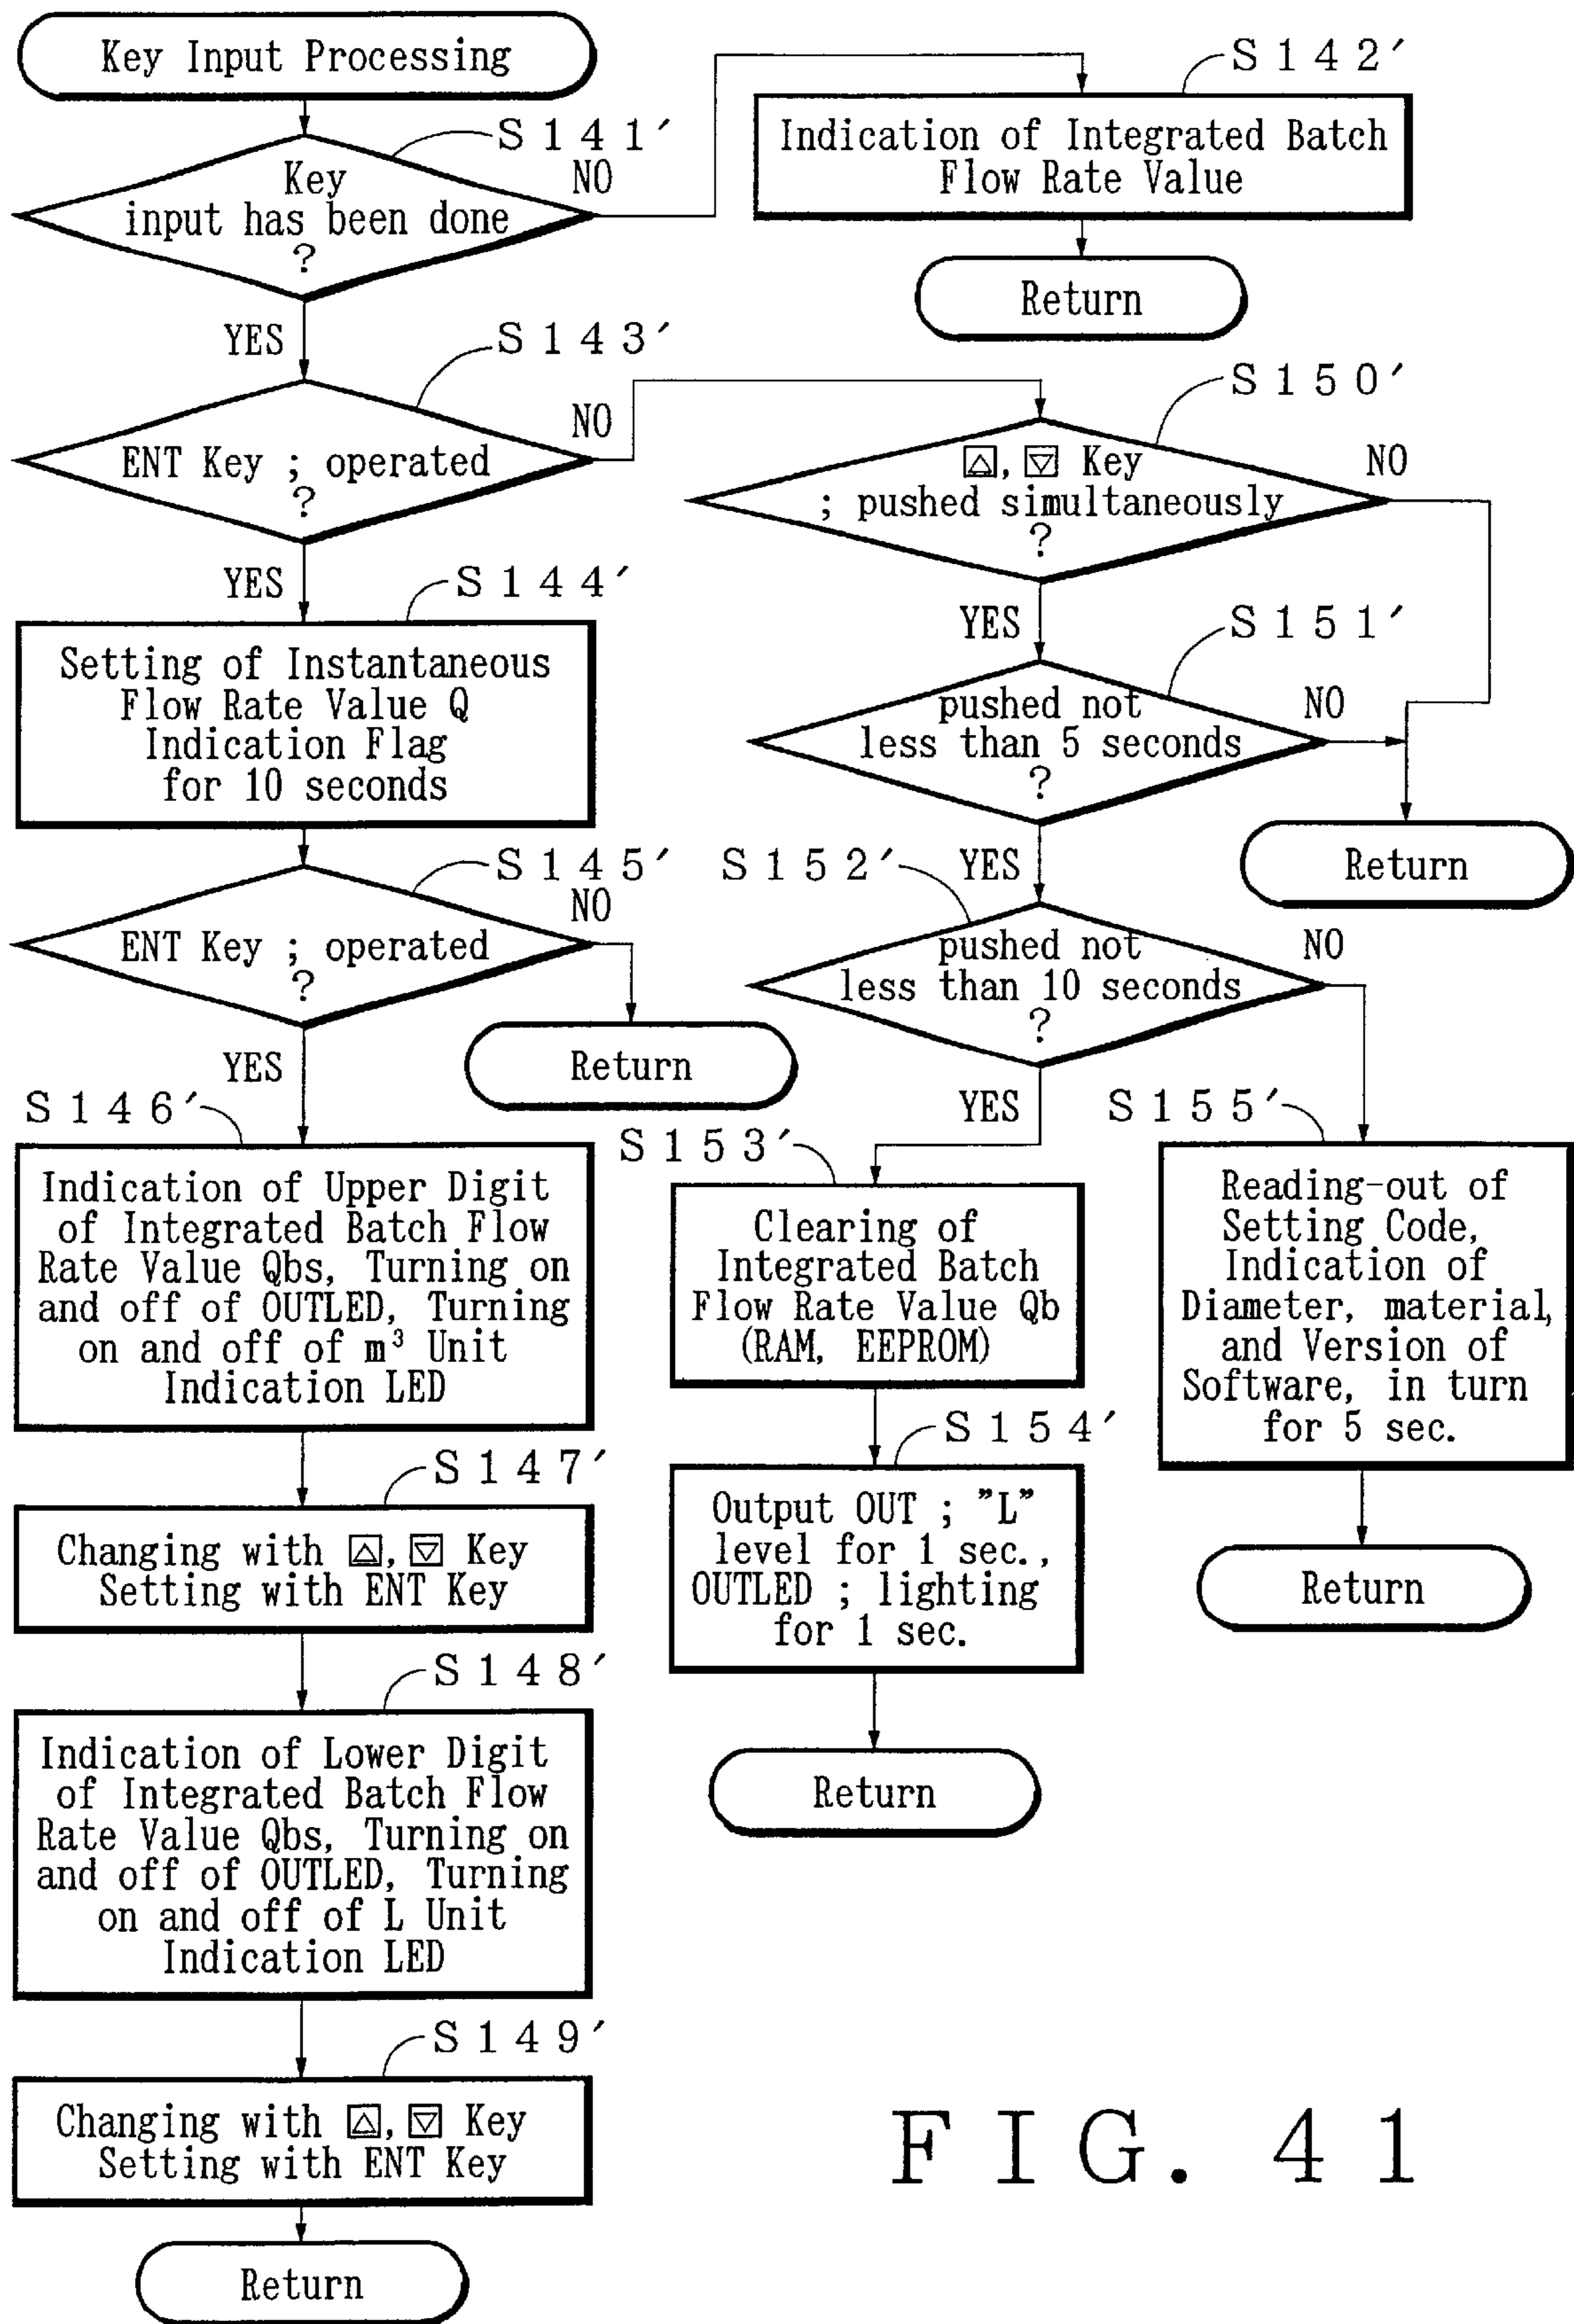 Key Input Processing
S141′
Key
input has been done
?
NO
YES
S142′
Indication of Integrated Batch
Flow Rate Value
Return
S143′
ENT Key ; operated
?
NO
YES
S144′
Setting of Instantaneous
Flow Rate Value Q
Indication Flag
for 10 seconds
S145′
ENT Key ; operated
?
NO
Return
YES
S146′
Indication of Upper Digit
of Integrated Batch Flow
Rate Value Qbs, Turning on
and off of OUTLED, Turning
on and off of m³ Unit
Indication LED
S147′
Changing with △, ▽ Key
Setting with ENT Key
S148′
Indication of Lower Digit
of Integrated Batch Flow
Rate Value Qbs, Turning on
and off of OUTLED, Turning
on and off of L Unit
Indication LED
S149′
Changing with △, ▽ Key
Setting with ENT Key
Return
S150′
△, ▽ Key
; pushed simultaneously
?
NO
YES
S151′
pushed not
less than 5 seconds
?
NO
Return
YES
S152′
pushed not
less than 10 seconds
?
NO
YES
S153′
Clearing of
Integrated Batch
Flow Rate Value Qb
(RAM, EEPROM)
S154′
Output OUT ; ”L”
level for 1 sec.,
OUTLED ; lighting
for 1 sec.
Return
S155′
Reading-out of
Setting Code,
Indication of
Diameter, material,
and Version of
Software, in turn
for 5 sec.
Return
FIG. 41